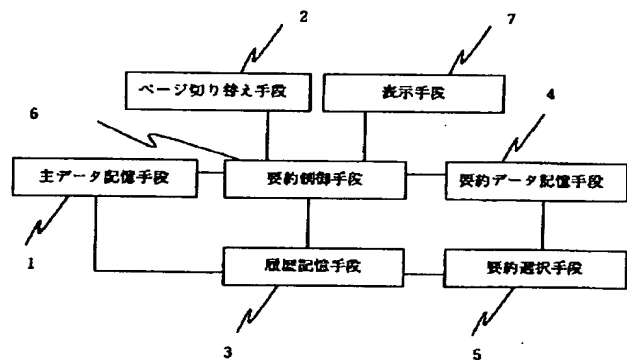 2
7
ページ切り替え手段
表示手段
4
6
主データ記憶手段
要約制御手段
要約データ記憶手段
1
履歴記憶手段
要約選択手段
3
5